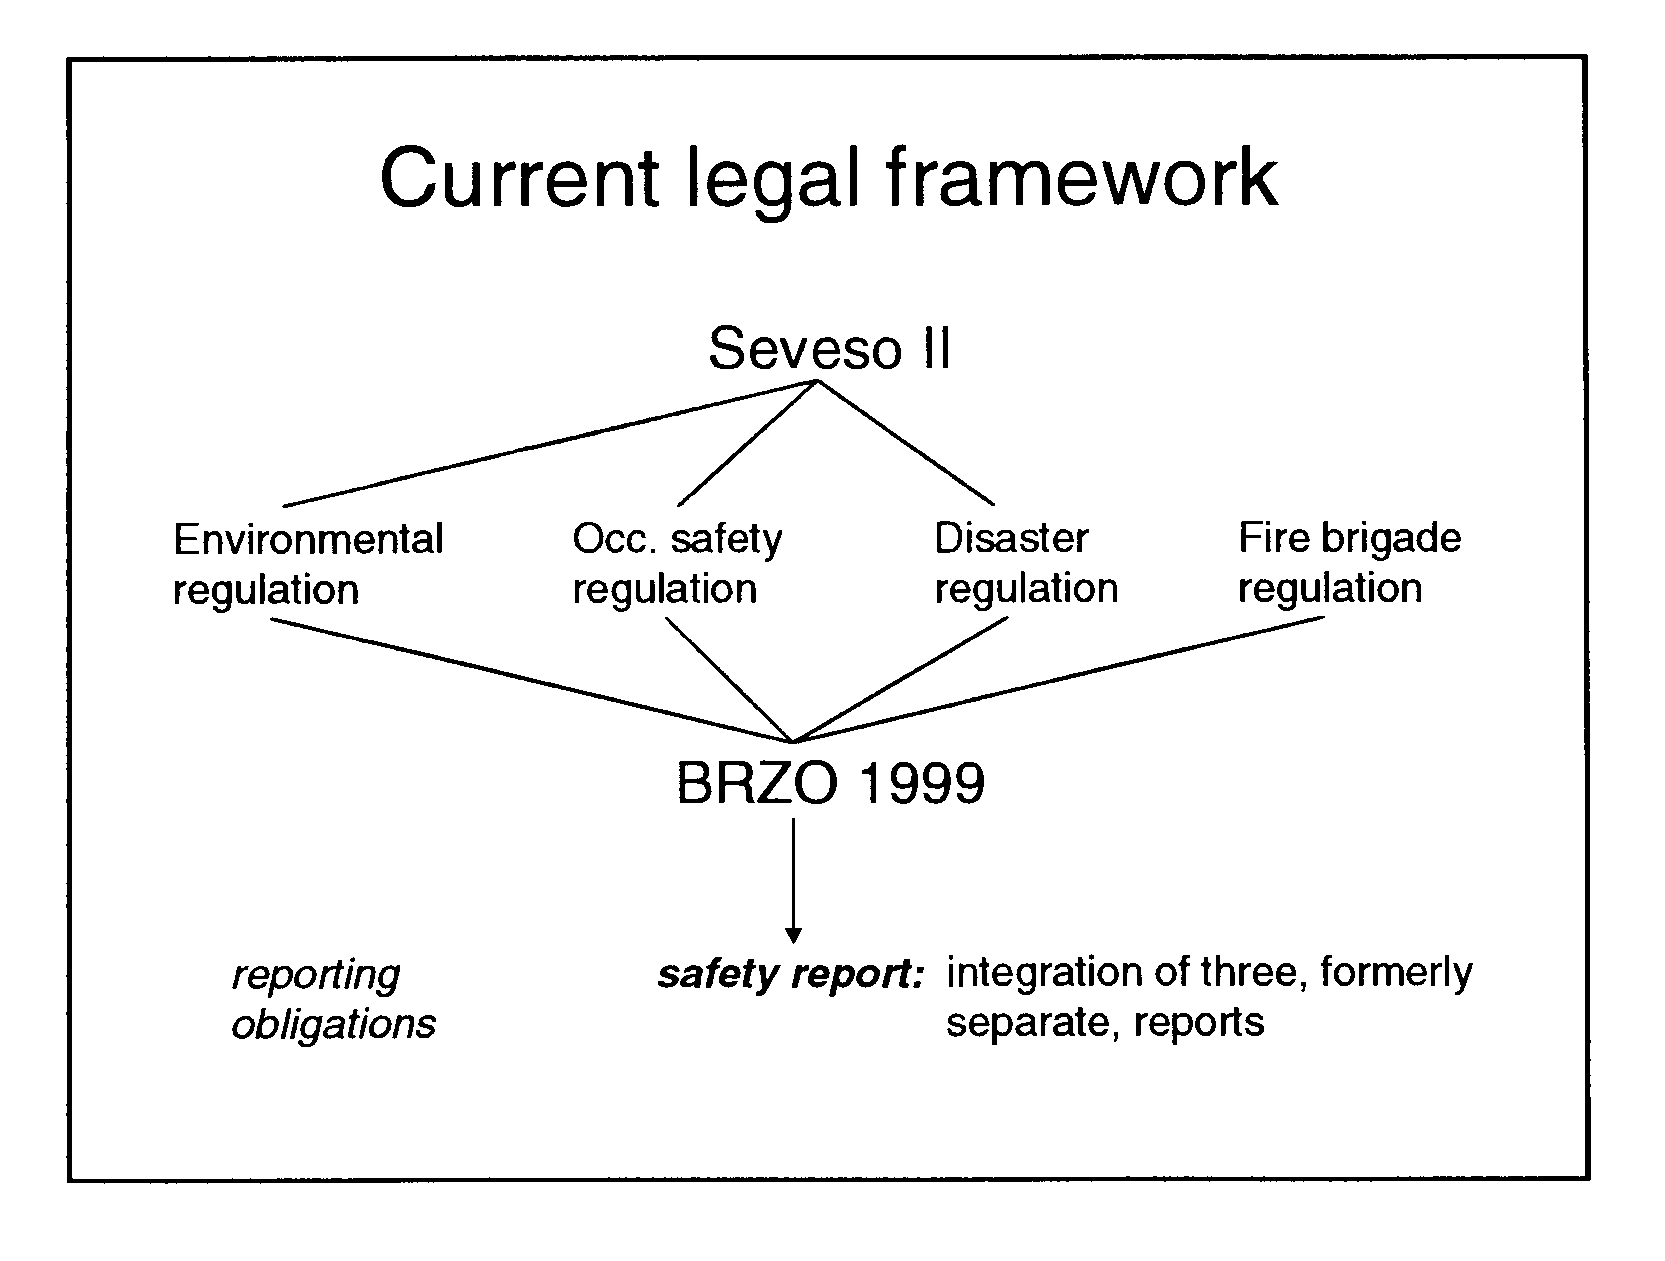 Current legal framework
Seveso II
Environmental regulation
Occ. safety regulation
Disaster regulation
Fire brigade regulation
BRZO 1999
reporting obligations
safety report: integration of three, formerly
separate, reports